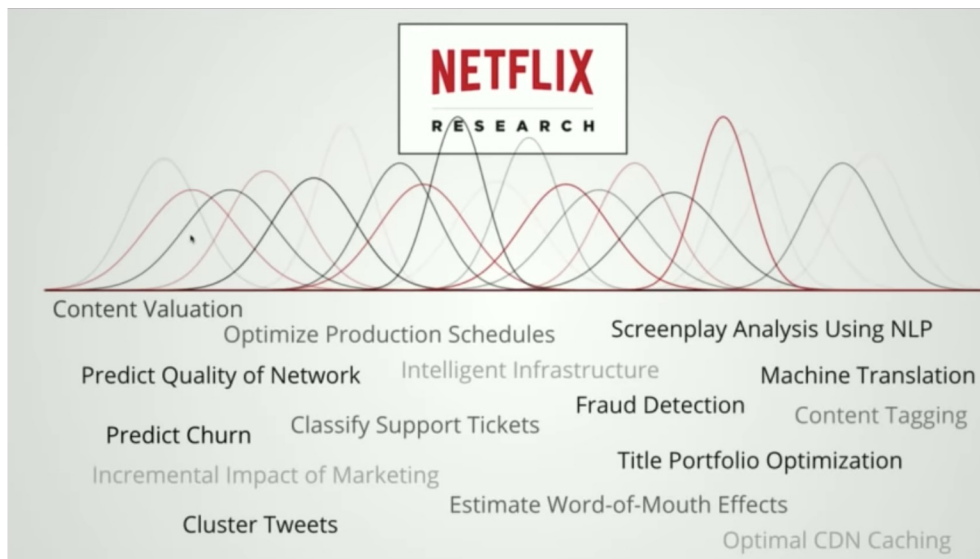 NETFLIX
RESEARCH
Content Valuation
Optimize Production Schedules
Screenplay Analysis Using NLP
Predict Quality of Network
Intelligent Infrastructure
Machine Translation
Fraud Detection
Content Tagging
Predict Churn
Classify Support Tickets
Title Portfolio Optimization
Incremental Impact of Marketing
Estimate Word-of-Mouth Effects
Cluster Tweets
Optimal CDN Caching